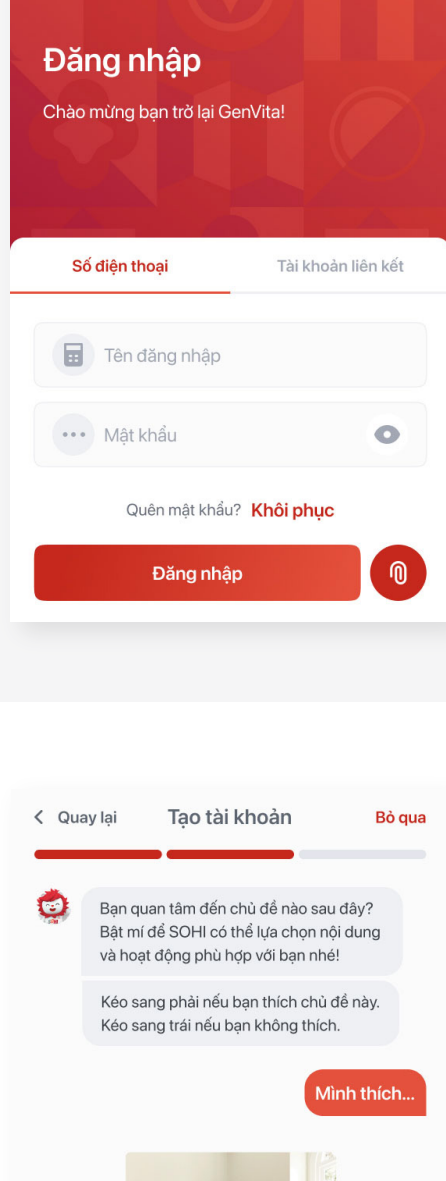 Đăng nhập
Chào mừng bạn trở lại GenVita!
Số điện thoại
Tài khoản liên kết
Tên đăng nhập
Mật khẩu
Quên mật khẩu? Khôi phục
Đăng nhập
Quay lại
Tạo tài khoản
Bỏ qua
Bạn quan tâm đến chủ đề nào sau đây?
Bật mí để SOHI có thể lựa chọn nội dung
và hoạt động phù hợp với bạn nhé!
Kéo sang phải nếu bạn thích chủ đề này.
Kéo sang trái nếu bạn không thích.
Mình thích...